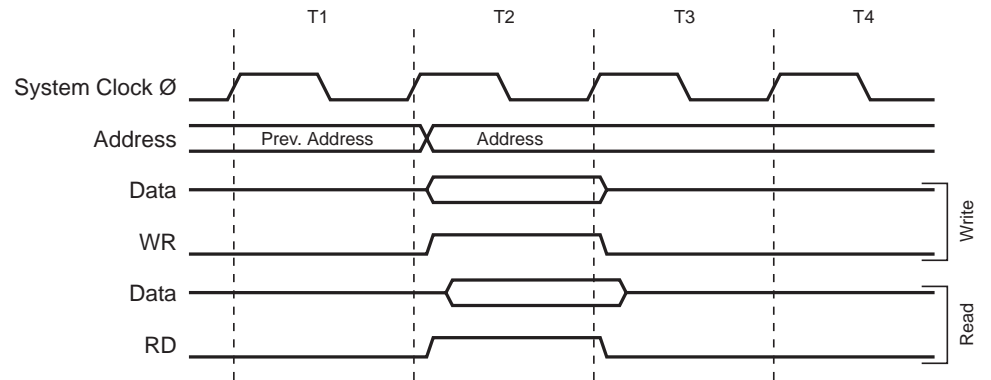 T1 T2 T3 T4
System Clock Ø
Address Prev. Address Address
Data
WR
Write
Data
RD
Read